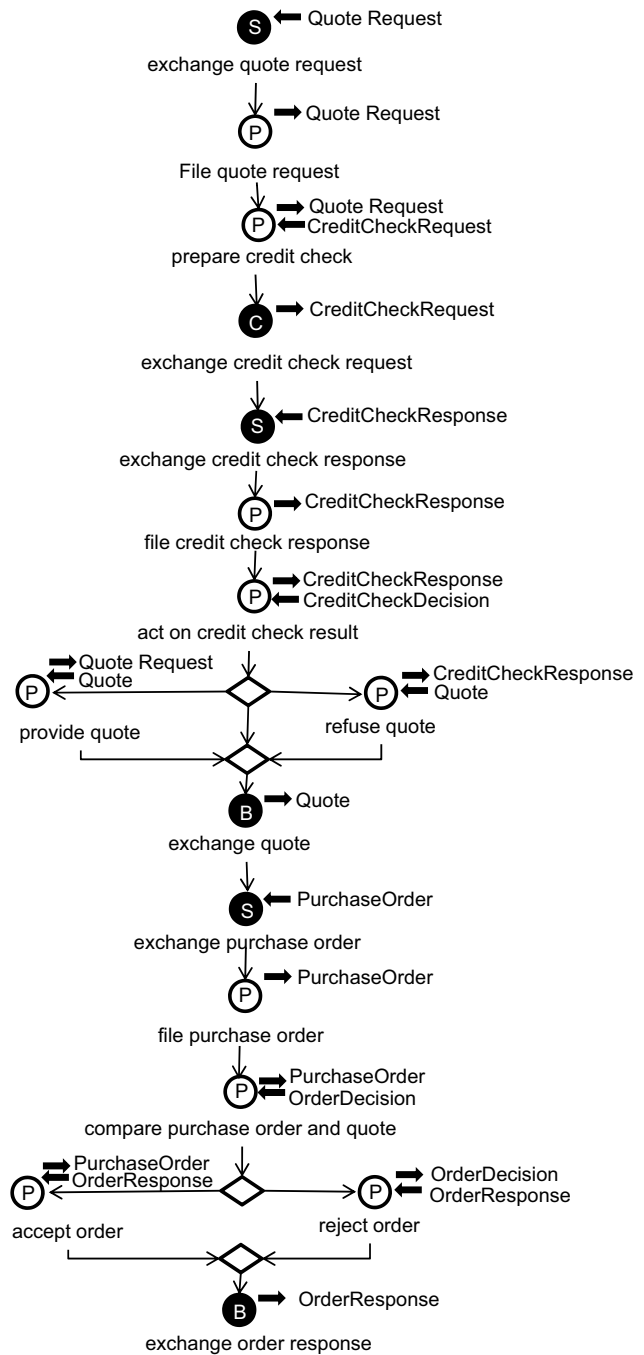 S
Quote Request
exchange quote request
Quote Request
P
File quote request
Quote Request
P
CreditCheckRequest
prepare credit check
C
CreditCheckRequest
exchange credit check request
S
CreditCheckResponse
exchange credit check response
P
CreditCheckResponse
file credit check response
CreditCheckResponse
P
CreditCheckDecision
act on credit check result
Quote Request
P
Quote
CreditCheckResponse
P
Quote
provide quote
refuse quote
B
Quote
exchange quote
S
PurchaseOrder
exchange purchase order
P
PurchaseOrder
file purchase order
PurchaseOrder
P
OrderDecision
compare purchase order and quote
PurchaseOrder
P
OrderResponse
OrderDecision
P
OrderResponse
accept order
reject order
B
OrderResponse
exchange order response